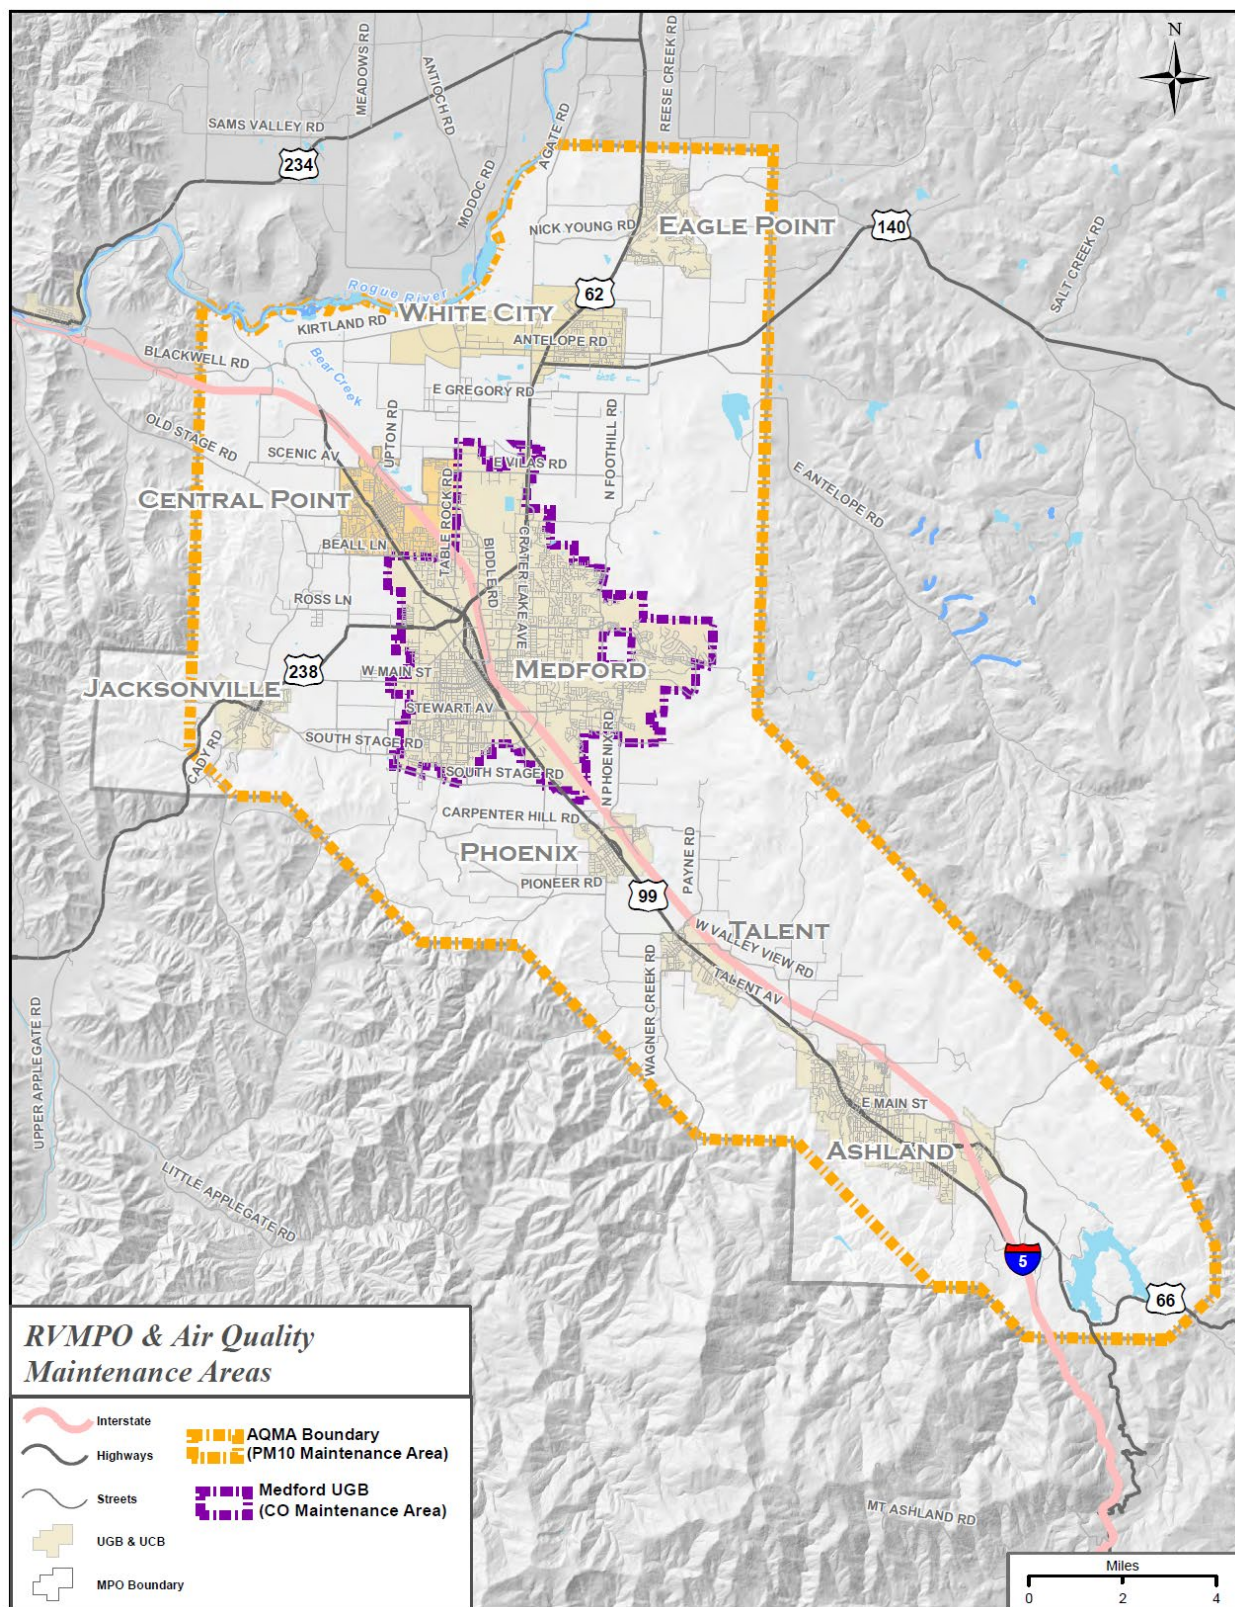 N
REESE CREEK RD
MEADOWS RD
ANTIOCH RD
SAMS VALLEY RD
AGATE RD
234
MODOC RD
NICK YOUNG RD
EAGLE POINT
140
SALT CREEK RD
Rogue River
62
WHITE CITY
KIRTLAND RD
ANTELOPE RD
BLACKWELL RD
Bear Creek
E GREGORY RD
OLD STAGE RD
UPTON RD
N FOOTHILL RD
SCENIC AV
E VILAS RD
E ANTELOPE RD
CENTRAL POINT
TABLE ROCK RD
BEALL LN
BIDDLE RD
CRATER LAKE AVE
ROSS LN
238
W MAIN ST
MEDFORD
JACKSONVILLE
STEWART AV
SOUTH STAGE RD
CADY RD
N PHOENIX RD
SOUTH STAGE RD
CARPENTER HILL RD
PHOENIX
PAYNE RD
PIONEER RD
99
TALENT
W VALLEY VIEW RD
TALENT AV
WAGNER CREEK RD
UPPER APPLEGATE RD
E MAIN ST
ASHLAND
LITTLE APPLEGATE RD
5
66
MT ASHLAND RD
RVMPO & Air Quality
Maintenance Areas
Interstate
Highways
Streets
UGB & UCB
MPO Boundary
AQMA Boundary
(PM10 Maintenance Area)
Medford UGB
(CO Maintenance Area)
Miles
0 2 4